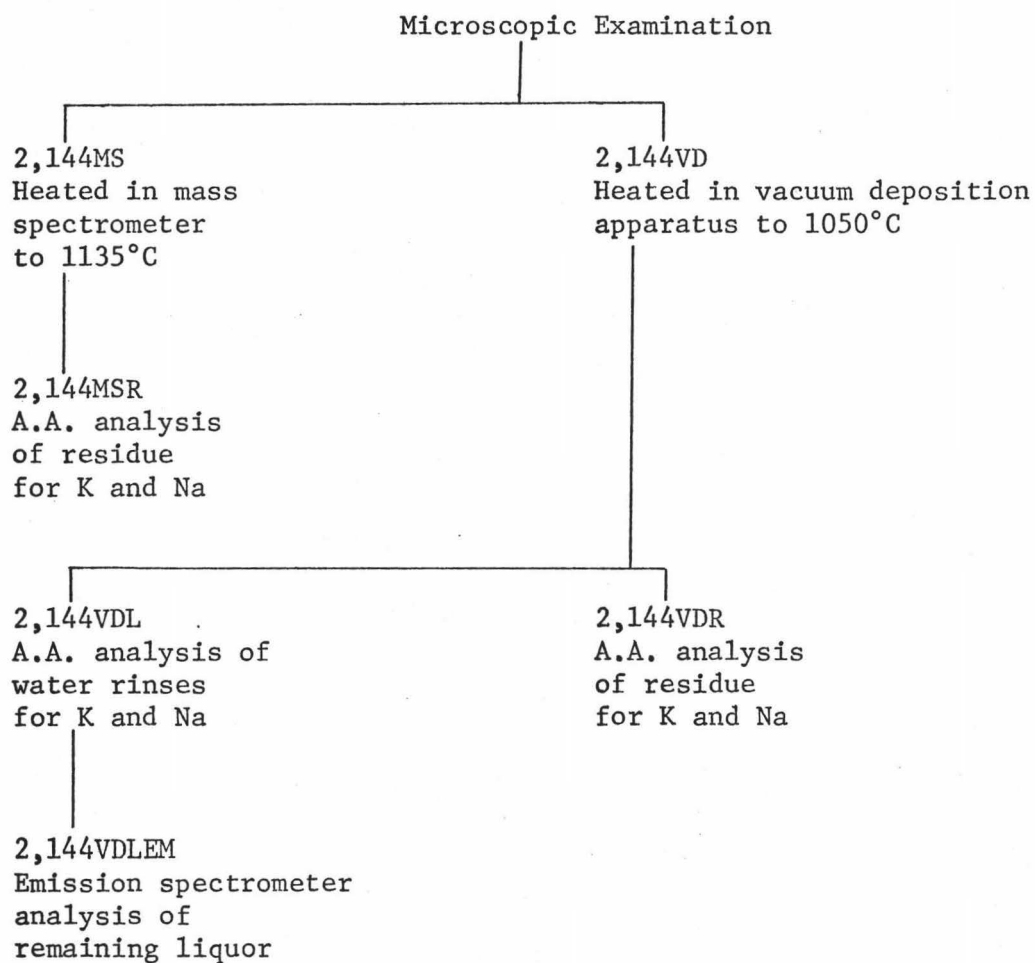 Microscopic Examination
2,144MS
Heated in mass
spectrometer
to 1135°C
2,144VD
Heated in vacuum deposition
apparatus to 1050°C
2,144MSR
A.A. analysis
of residue
for K and Na
2,144VDL
A.A. analysis of
water rinses
for K and Na
2,144VDR
A.A. analysis
of residue
for K and Na
2,144VDLEM
Emission spectrometer
analysis of
remaining liquor